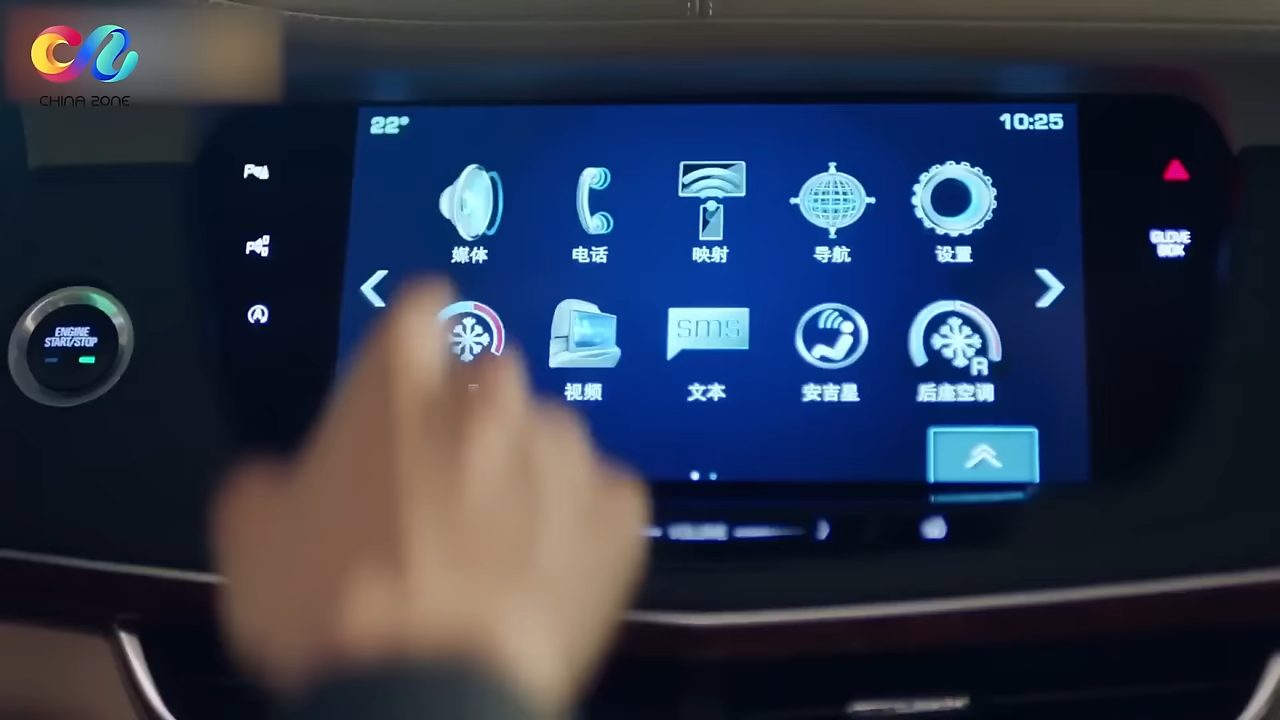 CHINA ZONE
22°
10:25
媒体
电话
映射
导航
设置
GLOVE
BOX
ENGINE
START/STOP
sms
R
视频
文本
安吉星
后座空调
VOLUME